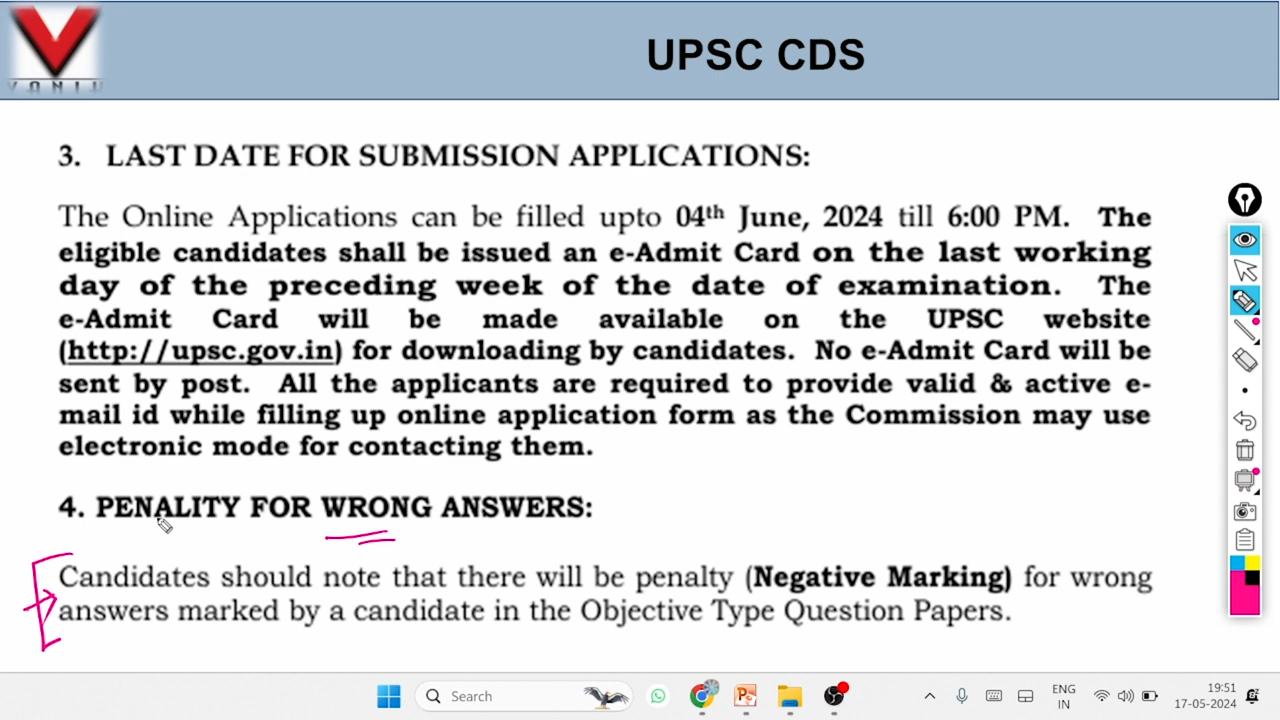 VANIJ
UPSC CDS
3. LAST DATE FOR SUBMISSION APPLICATIONS:
The Online Applications can be filled upto 04th June, 2024 till 6:00 PM. The
eligible candidates shall be issued an e-Admit Card on the last working
day of the preceding week of the date of examination. The
e-Admit Card will be made available on the UPSC website
(http://upsc.gov.in) for downloading by candidates. No e-Admit Card will be
sent by post. All the applicants are required to provide valid & active e-
mail id while filling up online application form as the Commission may use
electronic mode for contacting them.
4. PENALITY FOR WRONG ANSWERS:
Candidates should note that there will be penalty (Negative Marking) for wrong
answers marked by a candidate in the Objective Type Question Papers.
Search
ENG
IN
19:51
17-05-2024